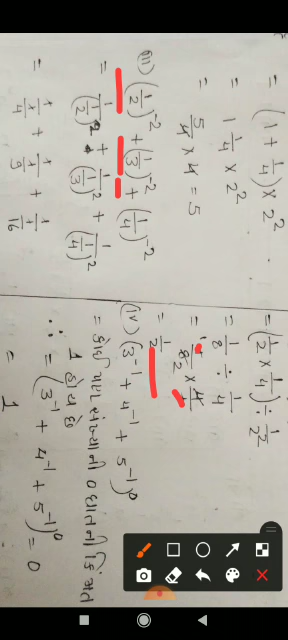 = (1 + 1/4) × 2²
= 1 1/4 × 2²
= 5/4 × 4 = 5
(iii) (1/2)⁻² + (1/3)⁻² + (1/4)⁻²
= 1/(1/2)² + 1/(1/3)² + 1/(1/4)²
= 1/(1/4) + 1/(1/9) + 1/(1/16)
= (1/2 × 1/4) ÷ 1/2²
= 1/8 ÷ 1/4
= 1/2
(iv) (3⁻¹ + 4⁻¹ + 5⁻¹)⁰
= કોઈ પણ સંખ્યાની 0 ઘાતની કિંમત
1 હોય છે
∴ = (3⁻¹ + 4⁻¹ + 5⁻¹)⁰ = 0
= 1